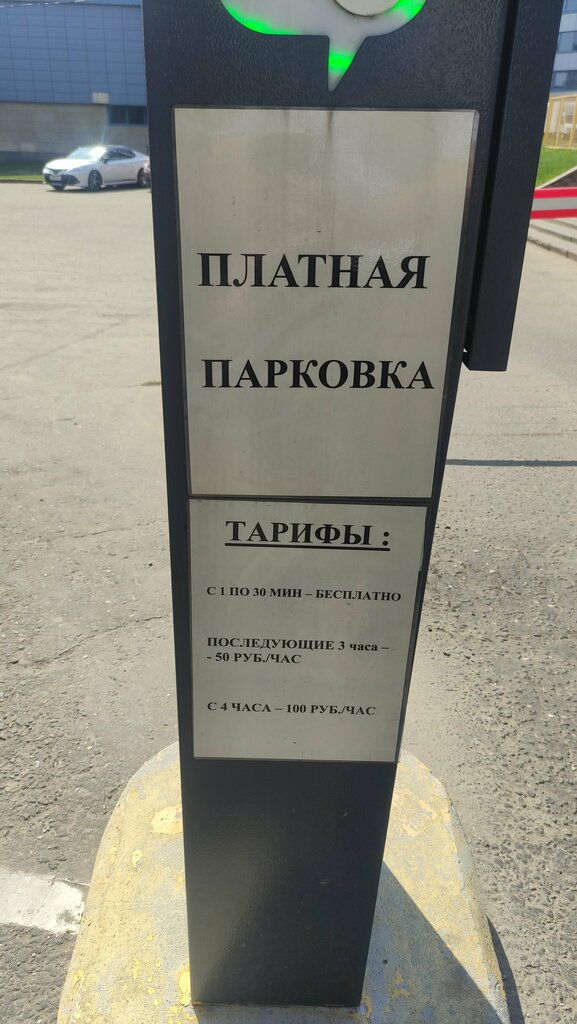 ПЛАТНАЯ
ПАРКОВКА
ТАРИФЫ :
С 1 ПО 30 МИН – БЕСПЛАТНО
ПОСЛЕДУЮЩИЕ 3 часа –
- 50 РУБ./ЧАС
С 4 ЧАСА – 100 РУБ./ЧАС